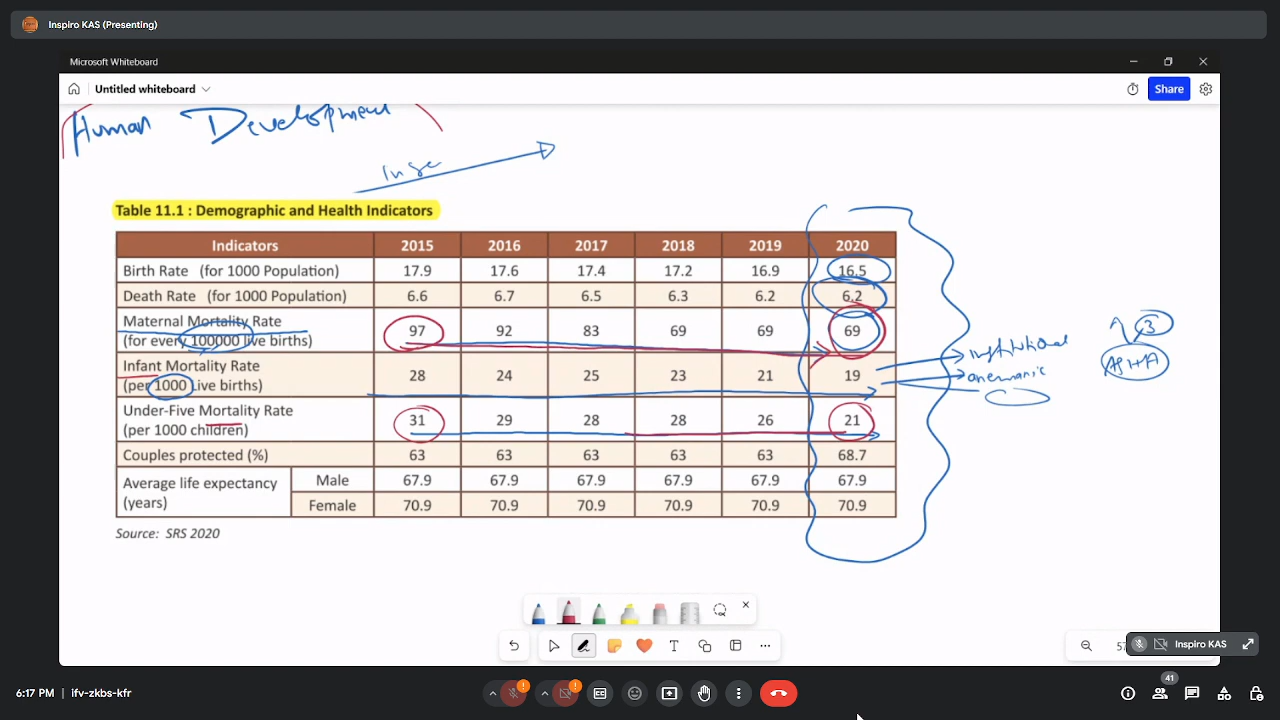 Inspiro KAS (Presenting)
Microsoft Whiteboard
Untitled whiteboard
Share
Human Development
Table 11.1 : Demographic and Health Indicators
Indicators 2015 2016 2017 2018 2019 2020
Birth Rate (for 1000 Population) 17.9 17.6 17.4 17.2 16.9 16.5
Death Rate (for 1000 Population) 6.6 6.7 6.5 6.3 6.2 6.2
Maternal Mortality Rate
(for every 100000 live births) 97 92 83 69 69 69
Infant Mortality Rate
(per 1000 Live births) 28 24 25 23 21 19
Under-Five Mortality Rate
(per 1000 children) 31 29 28 28 26 21
Couples protected (%) 63 63 63 63 63 68.7
Average life expectancy
(years)
Male 67.9 67.9 67.9 67.9 67.9 67.9
Female 70.9 70.9 70.9 70.9 70.9 70.9
Source: SRS 2020
institutional
anemanic
A 3
T
Inspiro KAS
41
6:17 PM | ifv-zkbs-kfr